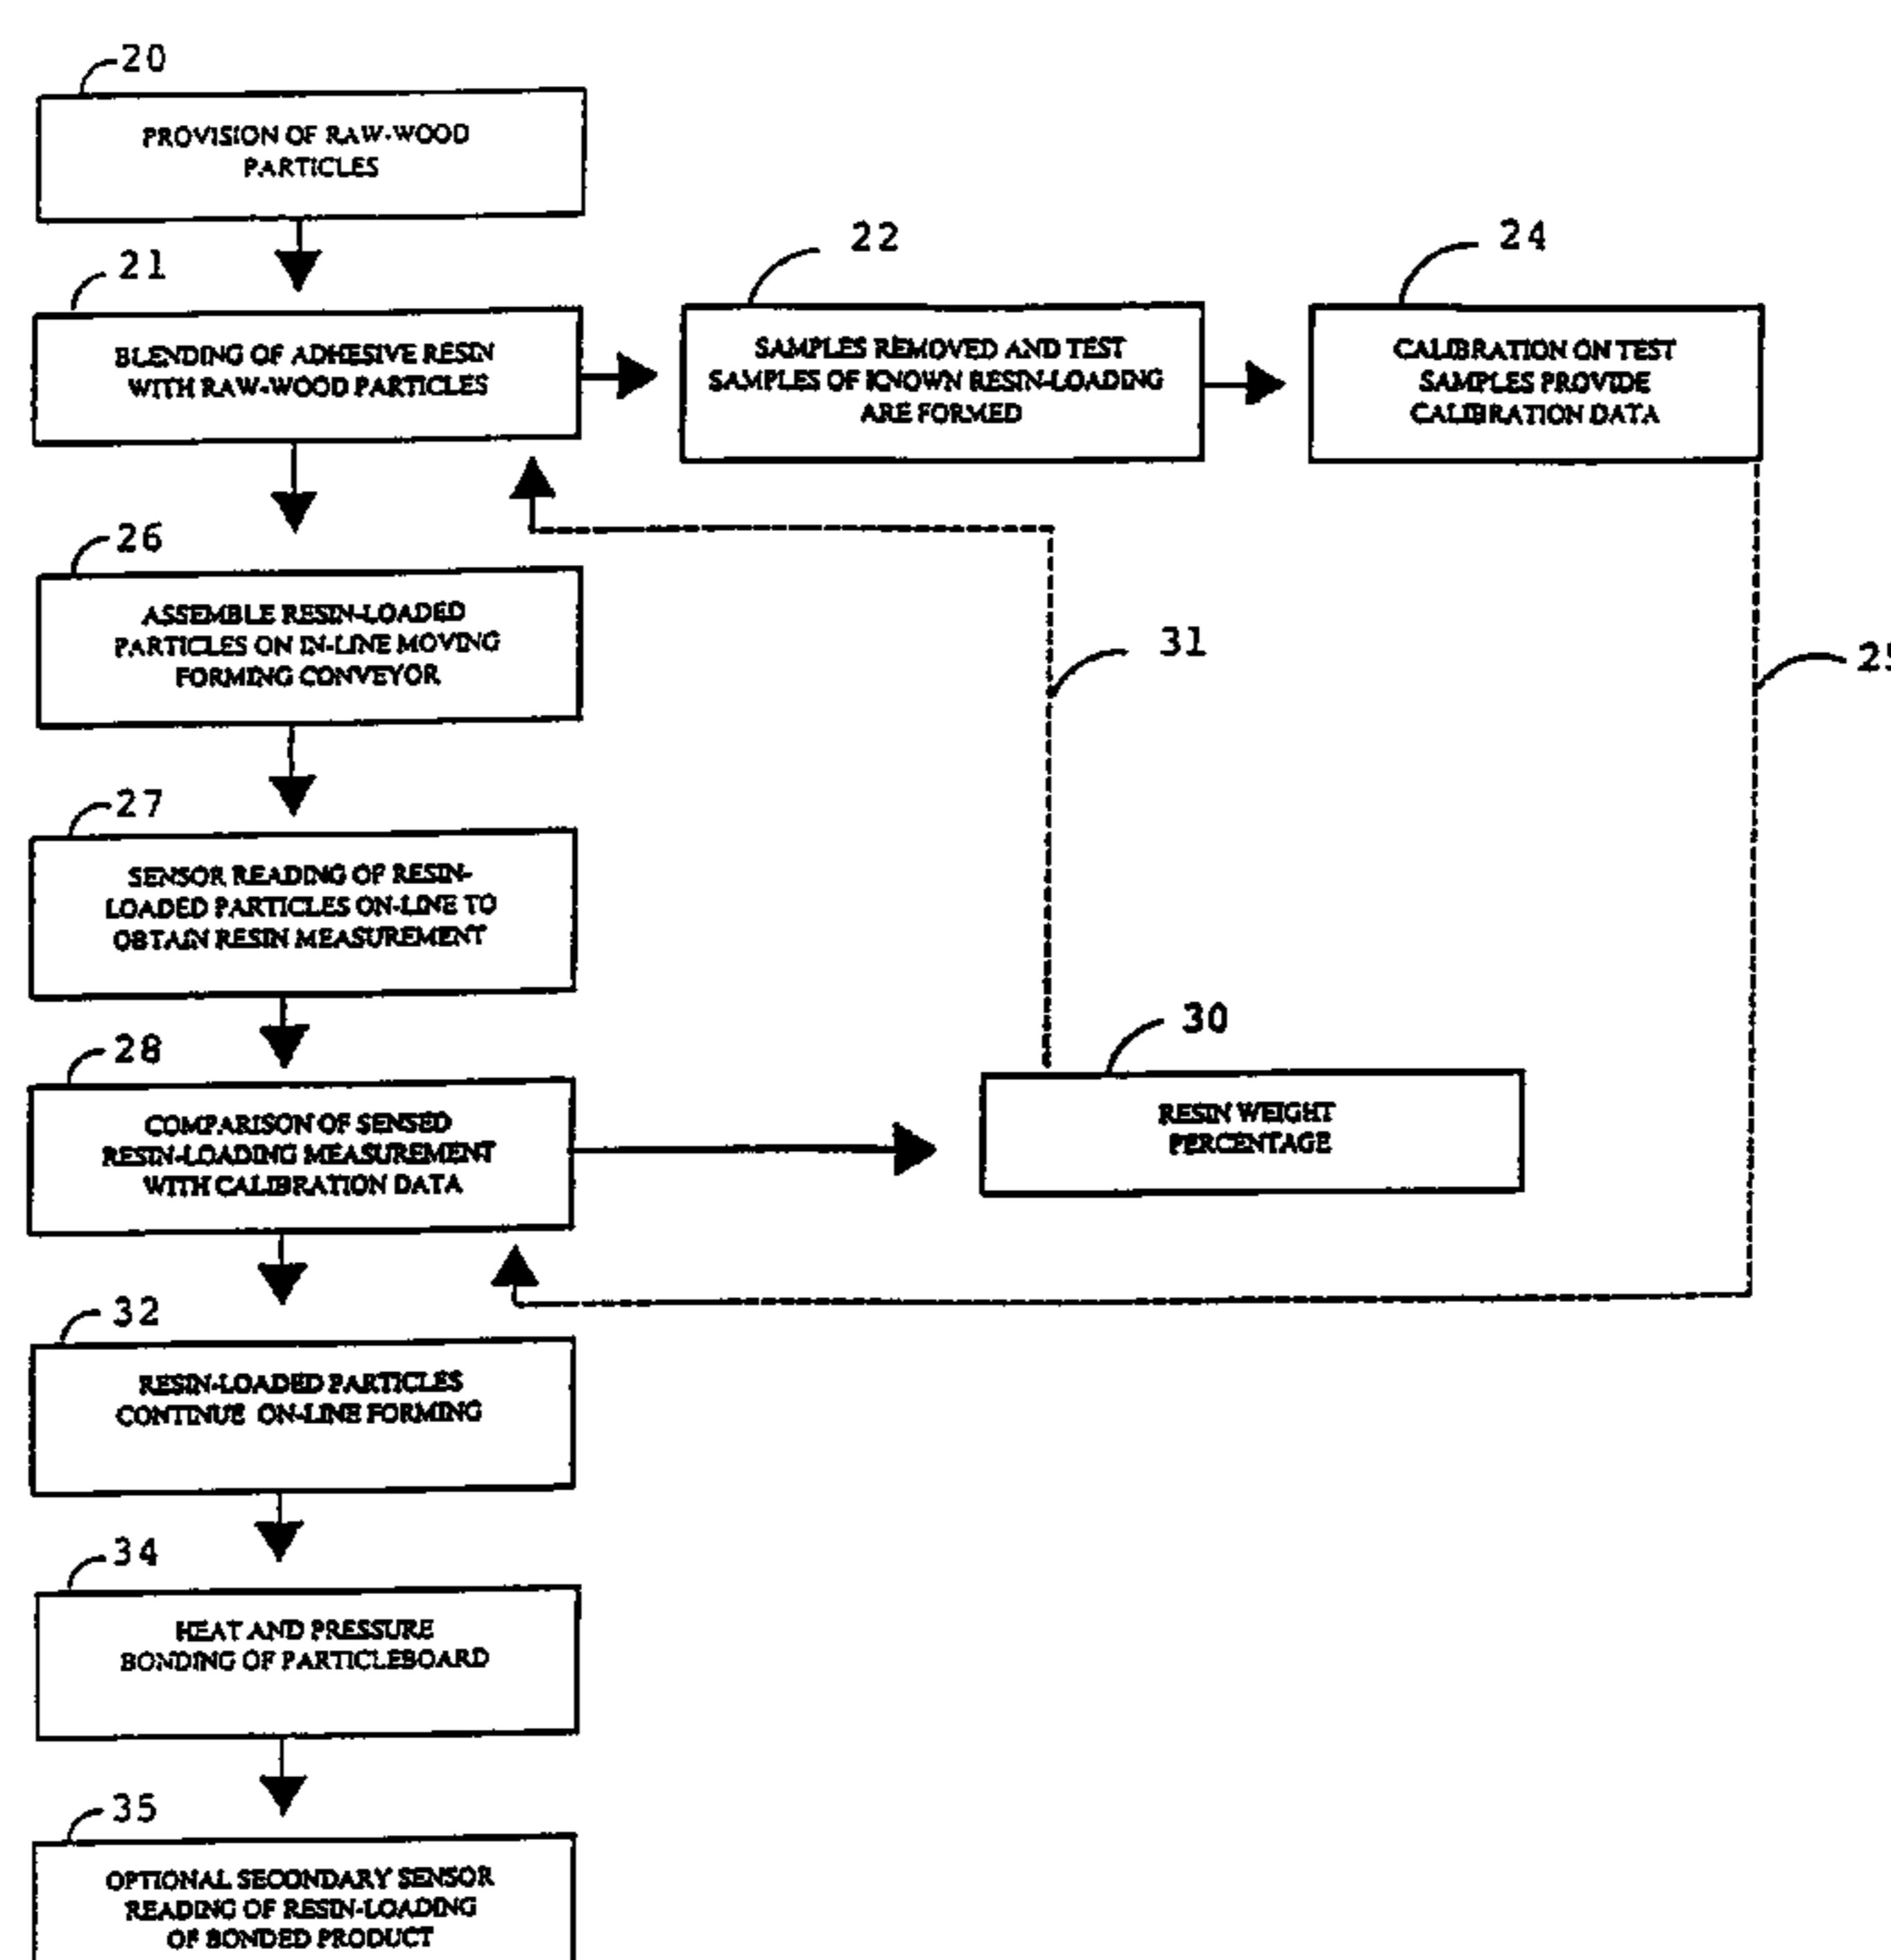 20
PROVISION OF RAW-WOOD
PARTICLES
21
BLENDING OF ADHESIVE RESIN
WITH RAW-WOOD PARTICLES
22
SAMPLES REMOVED AND TEST
SAMPLES OF KNOWN RESIN-LOADING
ARE FORMED
24
CALIBRATION ON TEST
SAMPLES PROVIDE
CALIBRATION DATA
26
ASSEMBLE RESIN-LOADED
PARTICLES ON IN-LINE MOVING
FORMING CONVEYOR
31
25
27
SENSOR READING OF RESIN-
LOADED PARTICLES ON-LINE TO
OBTAIN RESIN MEASUREMENT
28
COMPARISON OF SENSED
RESIN-LOADING MEASUREMENT
WITH CALIBRATION DATA
30
RESIN WEIGHT
PERCENTAGE
32
RESIN-LOADED PARTICLES
CONTINUE ON-LINE FORMING
34
HEAT AND PRESSURE
BONDING OF PARTICLEBOARD
35
OPTIONAL SECONDARY SENSOR
READING OF RESIN-LOADING
OF BONDED PRODUCT